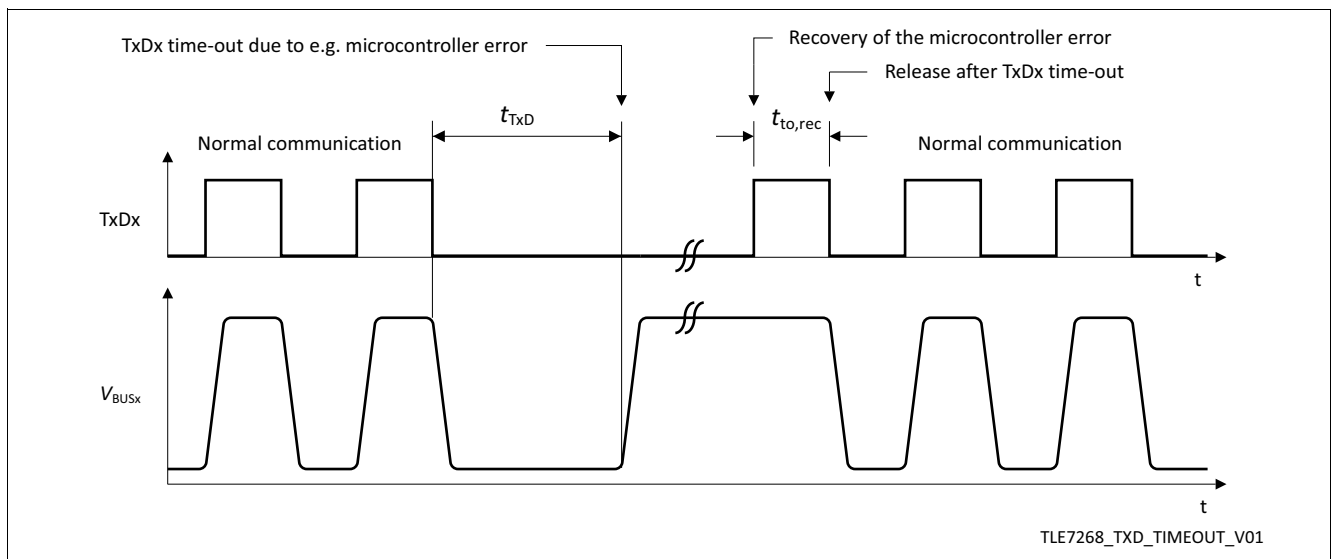 TxDx time-out due to e.g. microcontroller error
Recovery of the microcontroller error
Release after TxDx time-out
tTxD
tto,rec
Normal communication
Normal communication
TxDx
t
VBUSx
t
TLE7268_TXD_TIMEOUT_V01